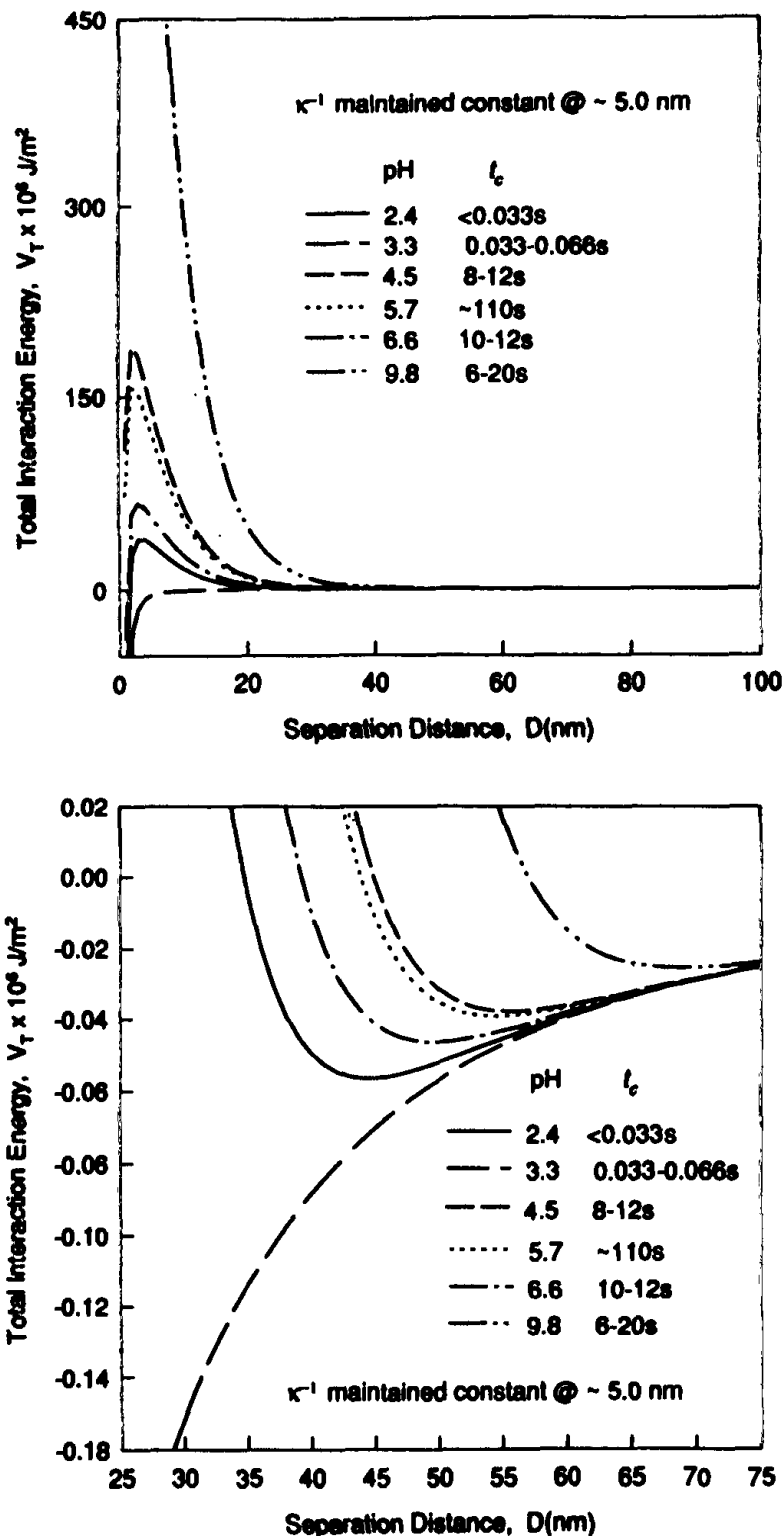 450
300
150
0
Total Interaction Energy, V_T x 10⁶ J/m²
κ⁻¹ maintained constant @ ~ 5.0 nm
pH t_c
2.4 <0.033s
3.3 0.033-0.066s
4.5 8-12s
5.7 ~110s
6.6 10-12s
9.8 6-20s
0 20 40 60 80 100
Separation Distance, D(nm)
0.02
0.00
-0.02
-0.04
-0.06
-0.08
-0.10
-0.12
-0.14
-0.18
Total Interaction Energy, V_T x 10⁶ J/m²
pH t_c
2.4 <0.033s
3.3 0.033-0.066s
4.5 8-12s
5.7 ~110s
6.6 10-12s
9.8 6-20s
κ⁻¹ maintained constant @ ~ 5.0 nm
25 30 35 40 45 50 55 60 65 70 75
Separation Distance, D(nm)